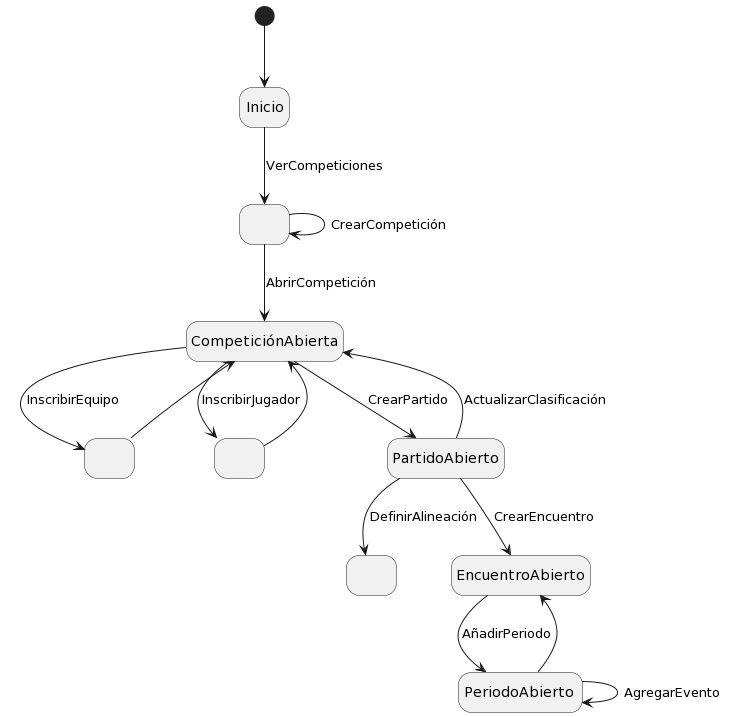 Inicio
VerCompeticiones
CrearCompetición
AbrirCompetición
CompeticiónAbierta
InscribirEquipo
InscribirJugador
CrearPartido
ActualizarClasificación
PartidoAbierto
DefinirAlineación
CrearEncuentro
EncuentroAbierto
AñadirPeriodo
PeriodoAbierto
AgregarEvento